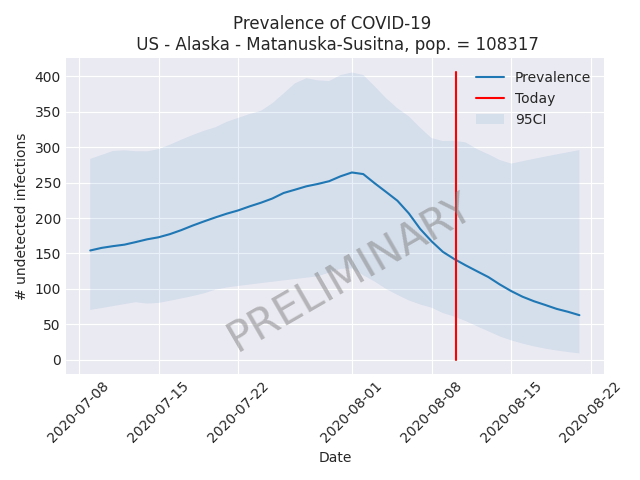 Prevalence of COVID-19
US - Alaska - Matanuska-Susitna, pop. = 108317
# undetected infections
400
350
300
250
200
150
100
50
0
Prevalence
Today
95CI
PRELIMINARY
2020-07-08
2020-07-15
2020-07-22
2020-08-01
2020-08-08
2020-08-15
2020-08-22
Date